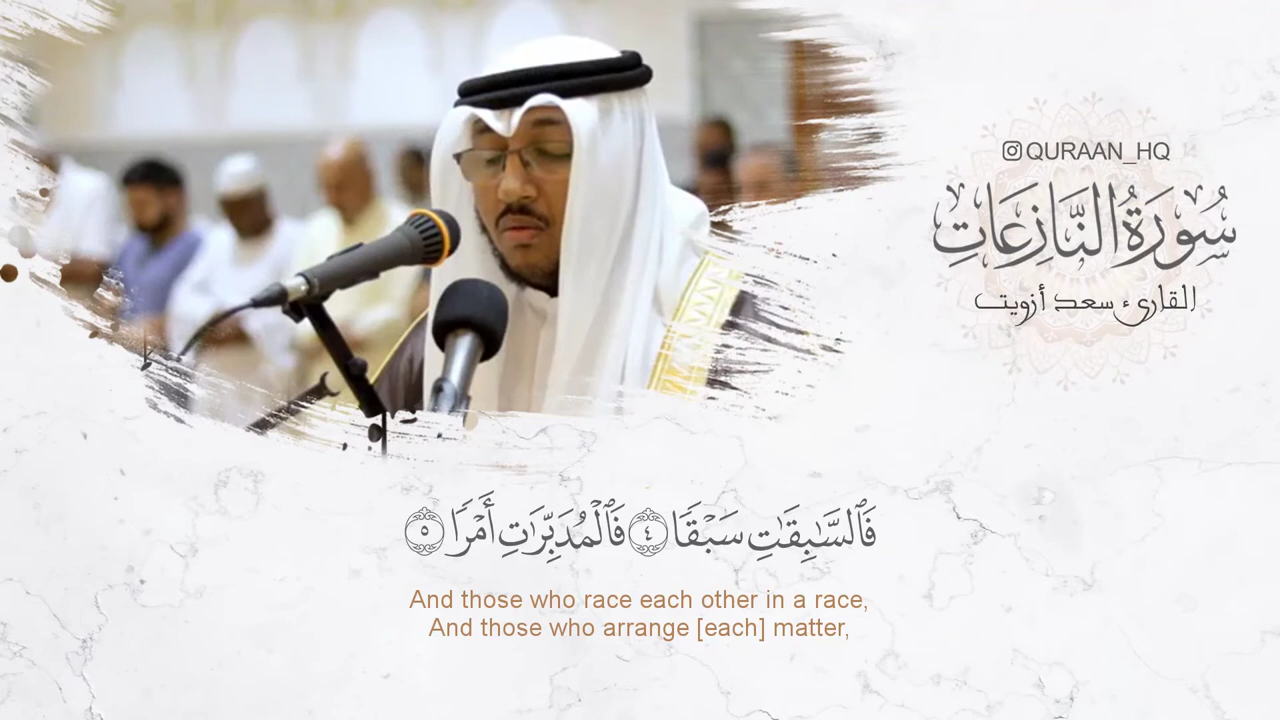 QURAAN_HQ
سُورَةُ النَّازِعَاتِ
القارئ سعد أزويت
فَٱلسَّـٰبِقَـٰتِ سَبْقًا ٤ فَٱلْمُدَبِّرَٰتِ أَمْرًا ٥
And those who race each other in a race,
And those who arrange [each] matter,